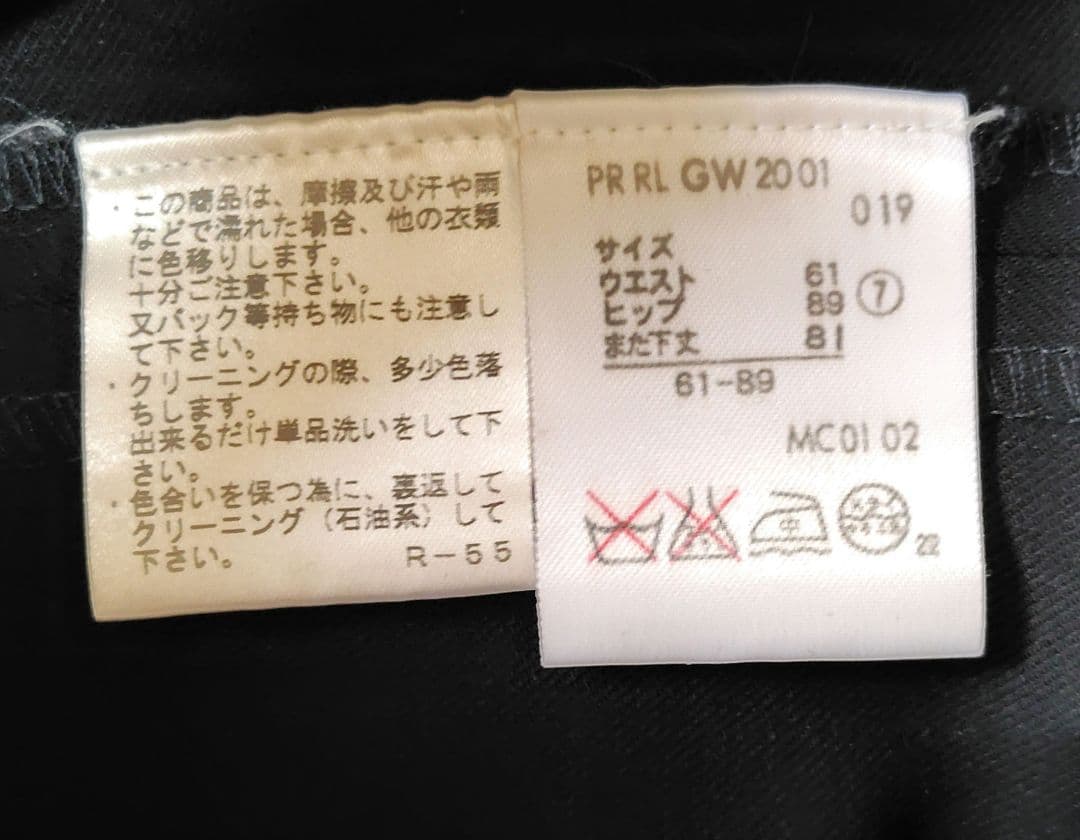 ・この商品は、摩擦及び汗や雨
などで濡れた場合、他の衣類
に色移りします。
十分ご注意下さい。
又バック等持ち物にも注意し
て下さい。
・クリーニングの際、多少色落
ちします。
出来るだけ単品洗いをして下
さい。
・色合いを保つ為に、裏返して
クリーニング（石油系）して
下さい。
R-55
PR RL GW 20 01
019
サイズ
ウエスト 61
ヒップ 89 ⑦
また下丈 81
61-89
MC01 02
中
22